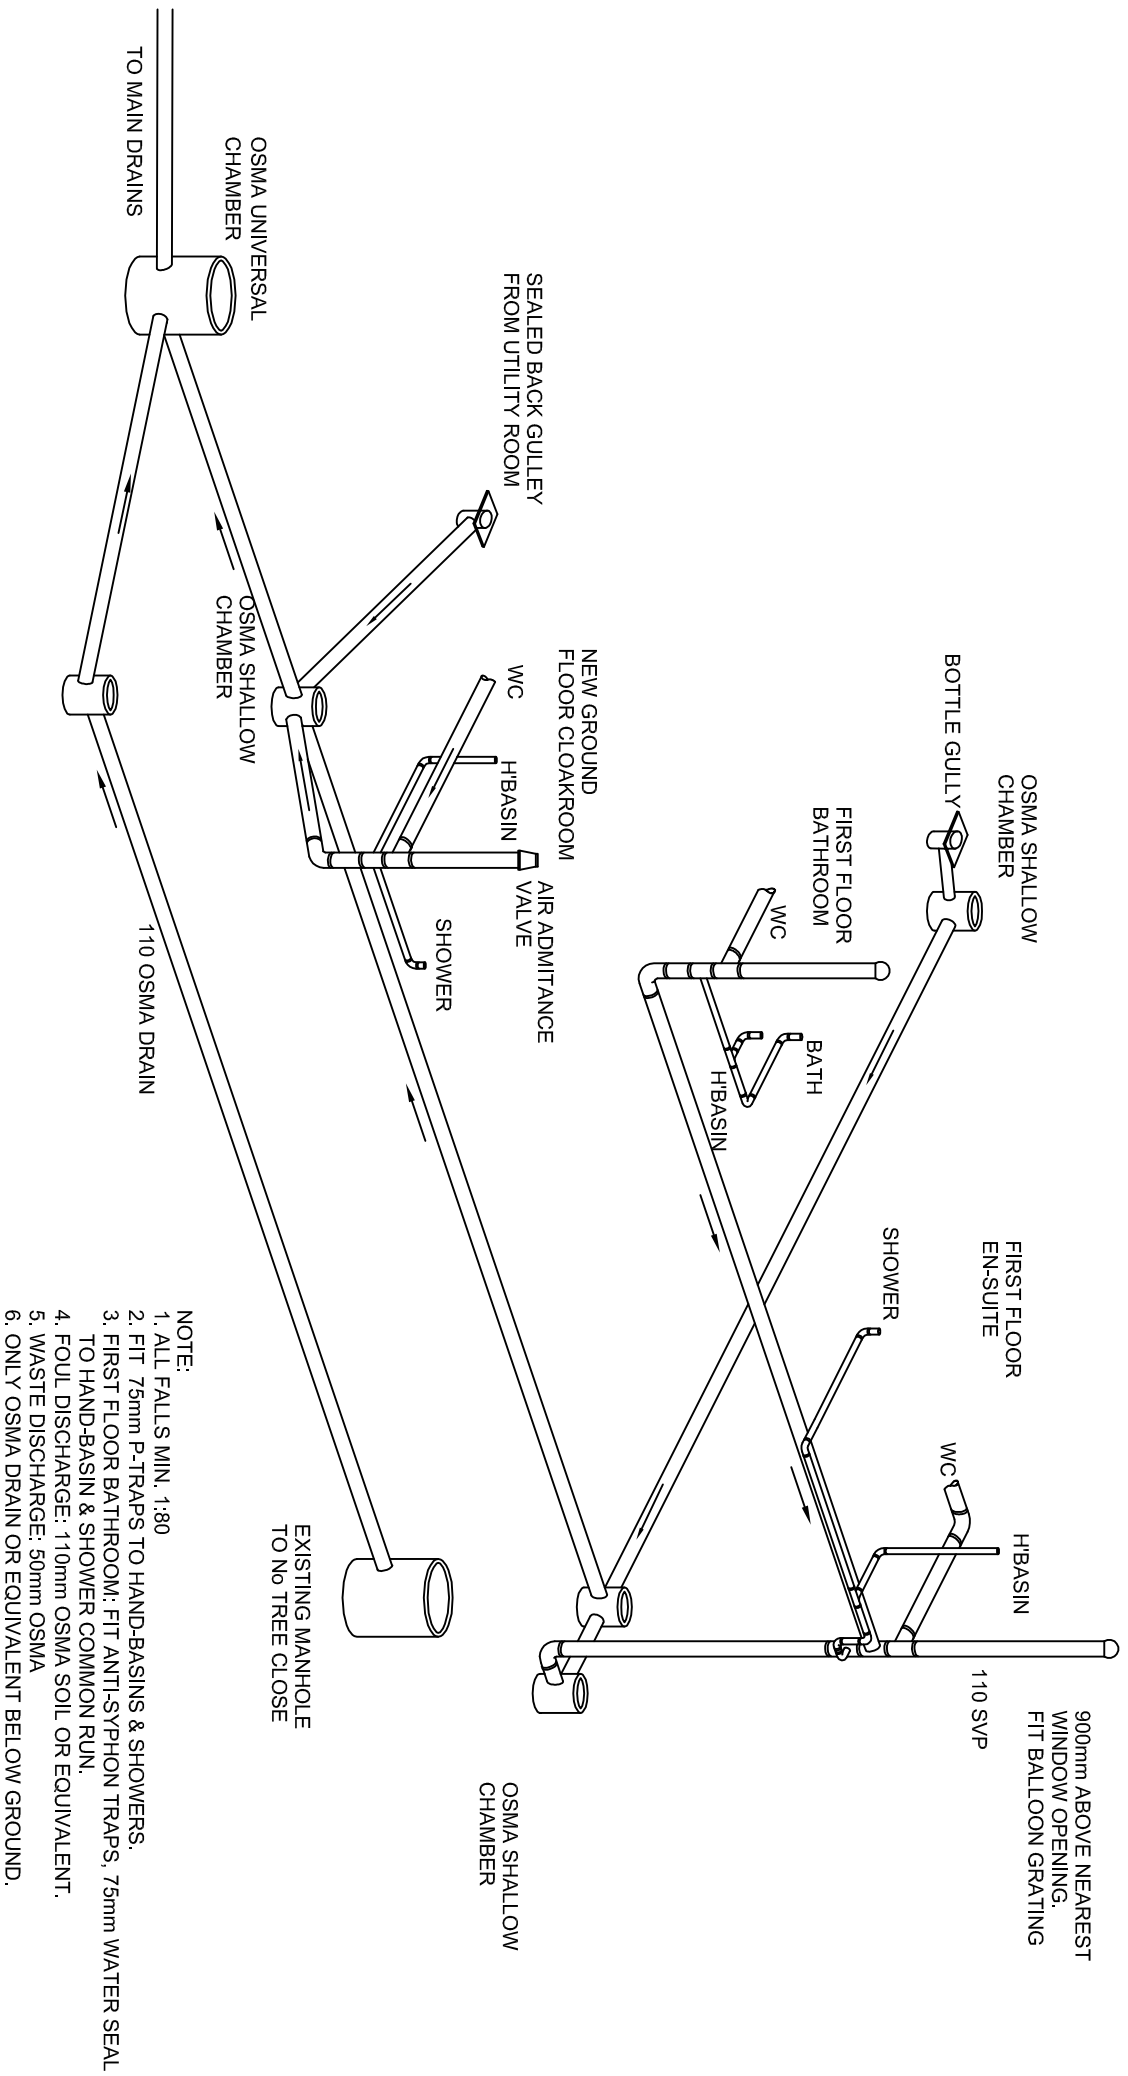 900mm ABOVE NEAREST
WINDOW OPENING.
FIT BALLOON GRATING
110 SVP
FIRST FLOOR
EN-SUITE
H'BASIN
WC
SHOWER
OSMA SHALLOW
CHAMBER
BOTTLE GULLY
FIRST FLOOR
BATHROOM
WC
BATH
H'BASIN
NEW GROUND
FLOOR CLOAKROOM
WC
H'BASIN
AIR ADMITANCE
VALVE
SHOWER
SEALED BACK GULLEY
FROM UTILITY ROOM
OSMA SHALLOW
CHAMBER
OSMA UNIVERSAL
CHAMBER
TO MAIN DRAINS
OSMA SHALLOW
CHAMBER
110 OSMA DRAIN
EXISTING MANHOLE
TO No TREE CLOSE
NOTE:
1. ALL FALLS MIN. 1:80
2. FIT 75mm P-TRAPS TO HAND-BASINS & SHOWERS.
3. FIRST FLOOR BATHROOM: FIT ANTI-SYPHON TRAPS, 75mm WATER SEAL
TO HAND-BASIN & SHOWER COMMON RUN.
4. FOUL DISCHARGE: 110mm OSMA SOIL OR EQUIVALENT.
5. WASTE DISCHARGE: 50mm OSMA
6. ONLY OSMA DRAIN OR EQUIVALENT BELOW GROUND.